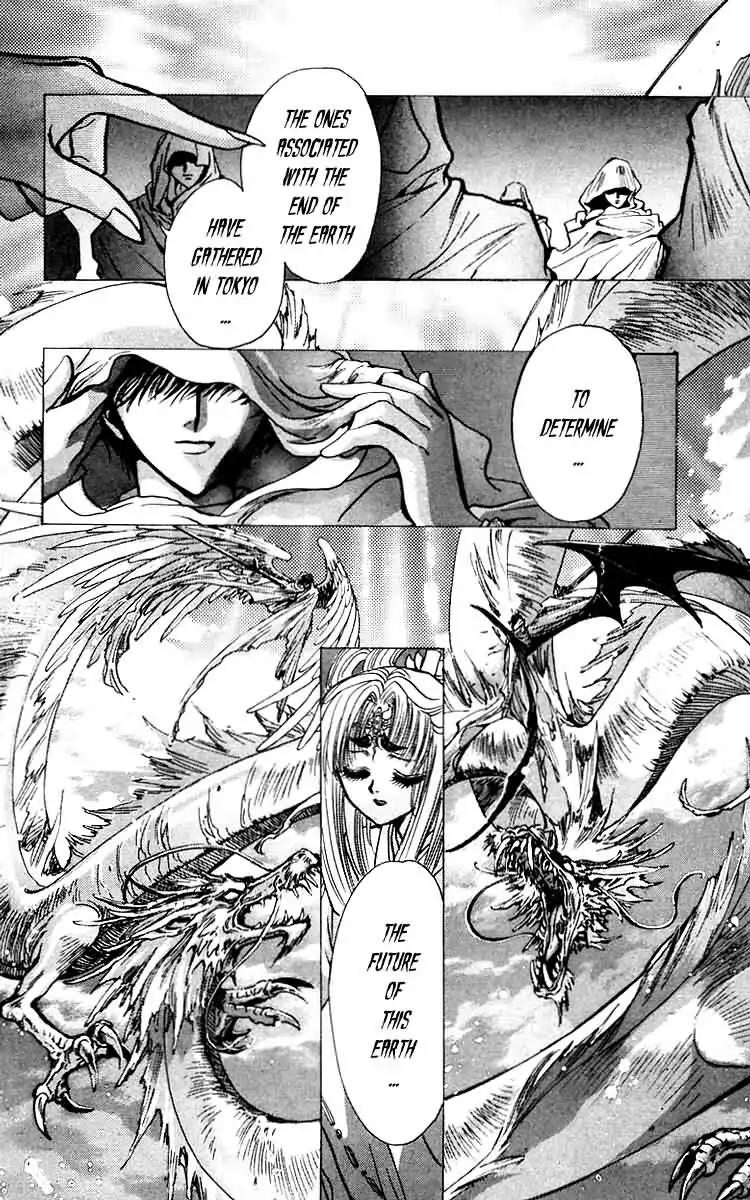 THE ONES
ASSOCIATED
WITH THE
END OF
THE EARTH
HAVE
GATHERED
IN TOKYO
...
TO
DETERMINE
...
THE
FUTURE
OF
THIS
EARTH
...